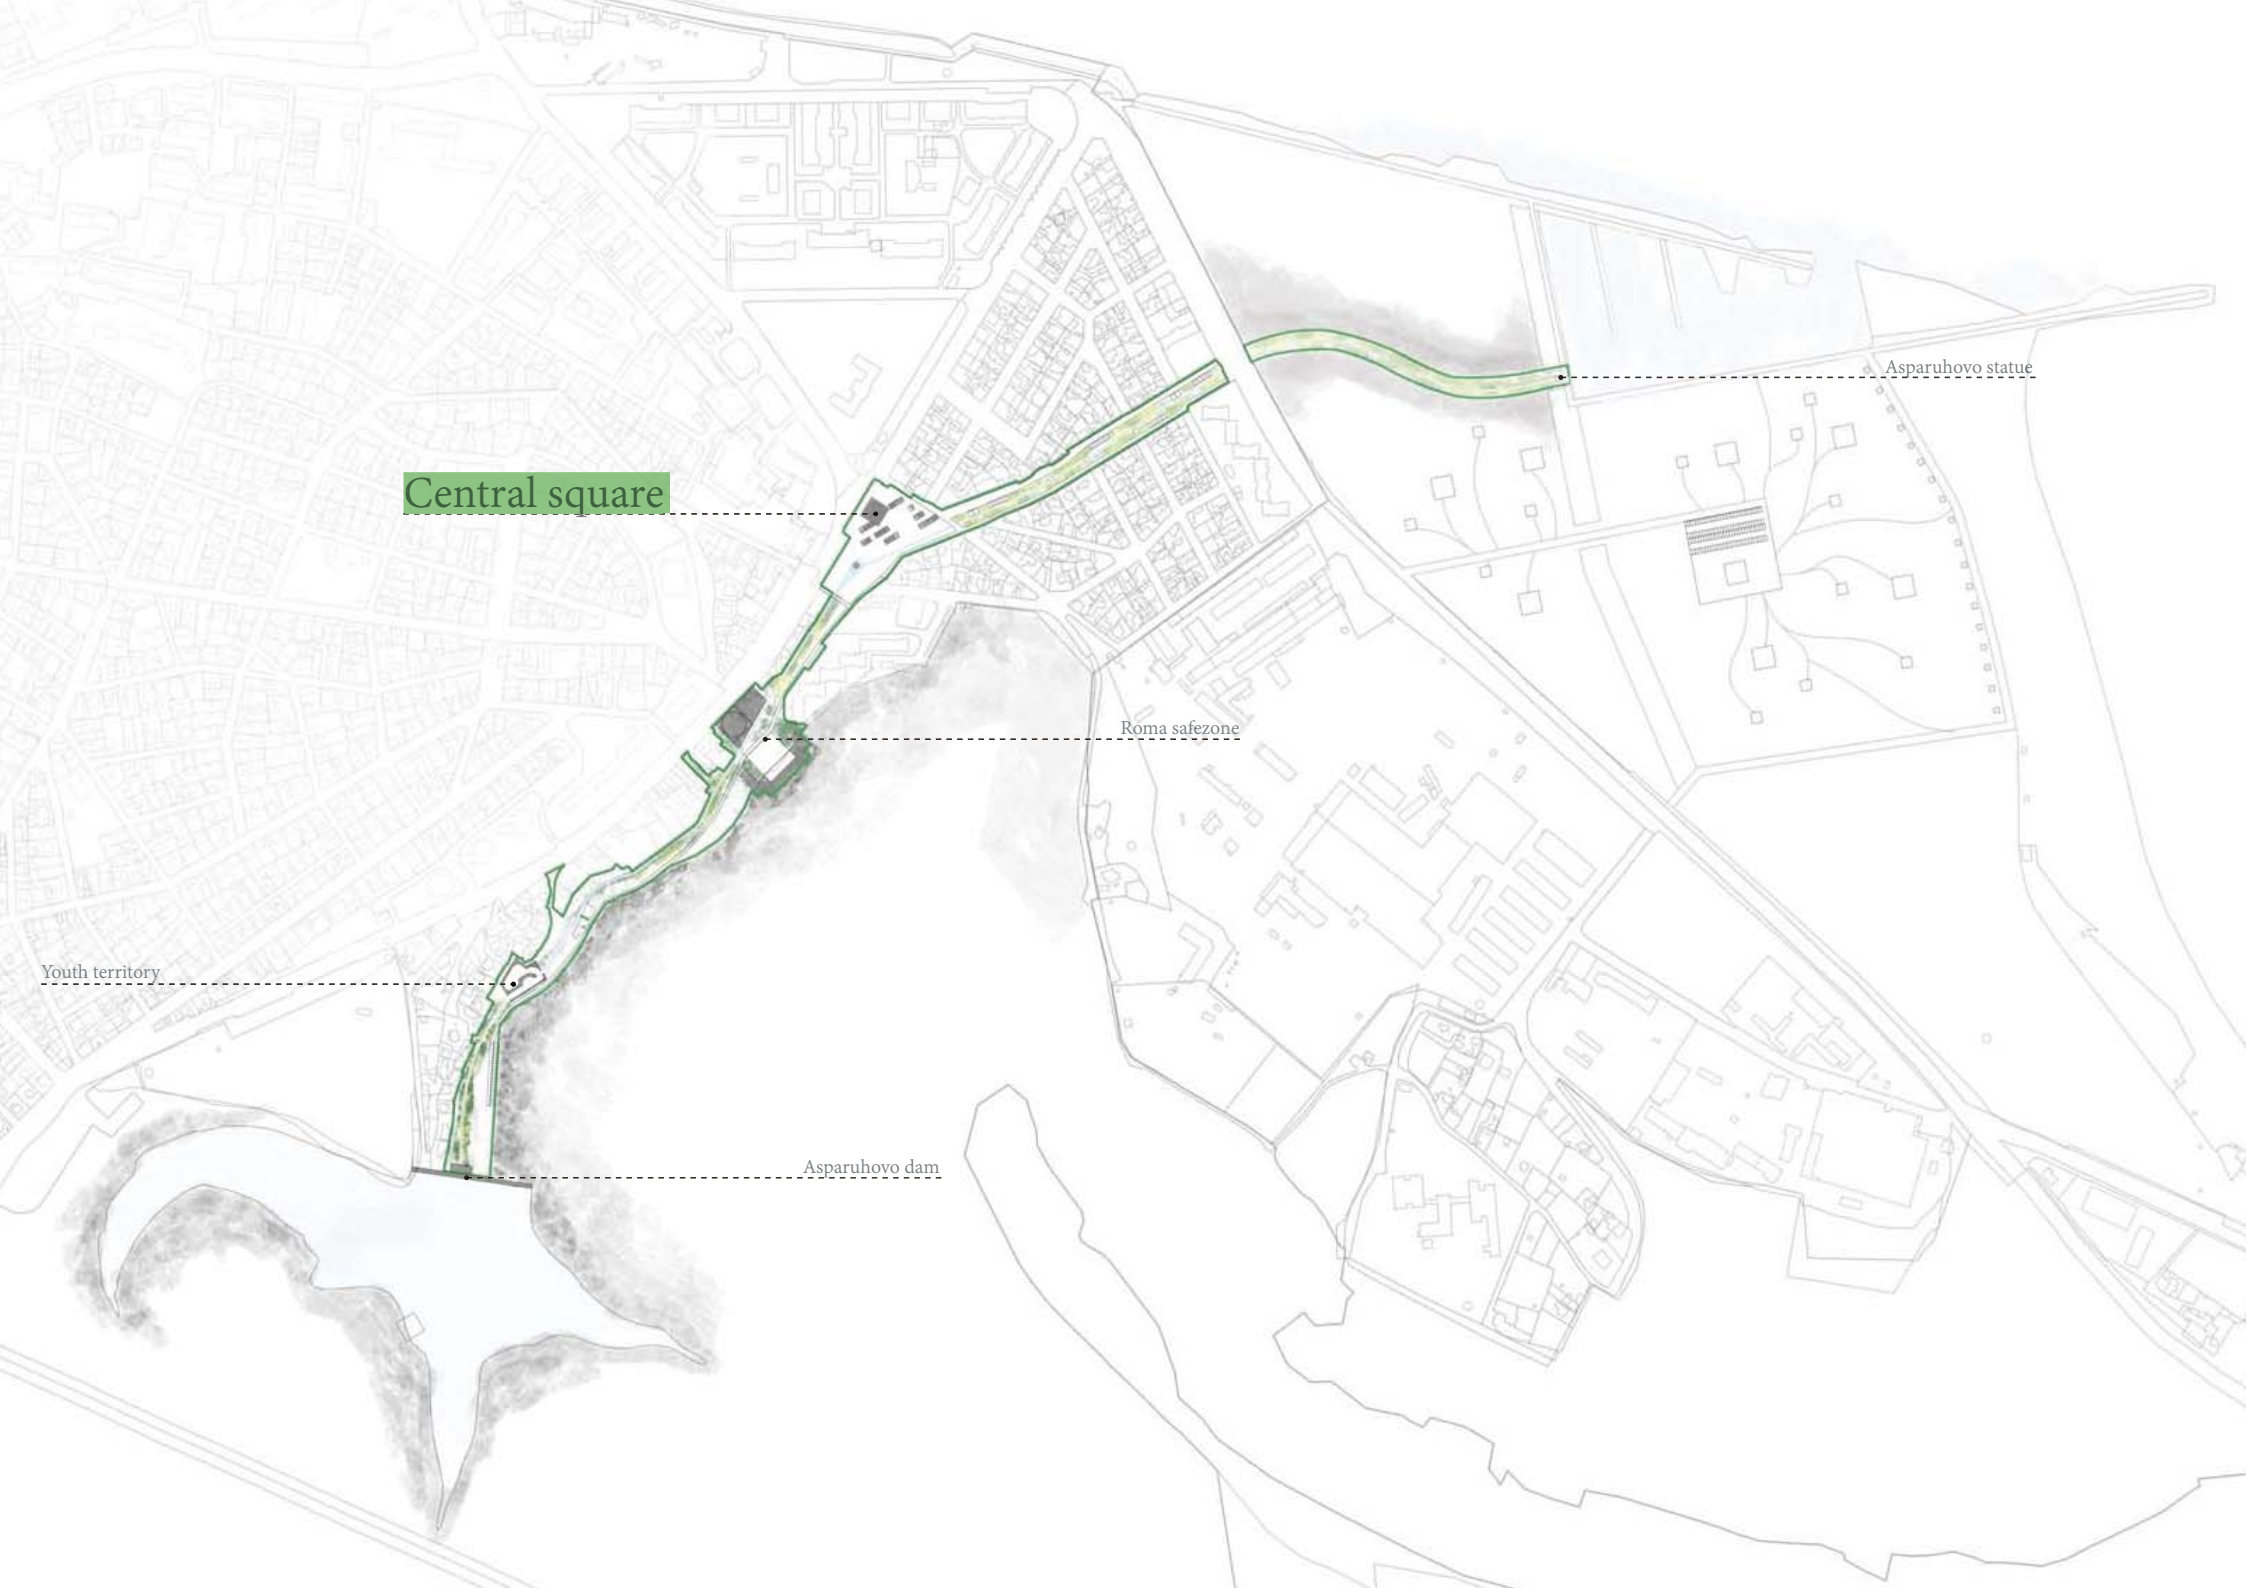 Asparuhovo statue
Central square
Roma safezone
Youth territory
Asparuhovo dam